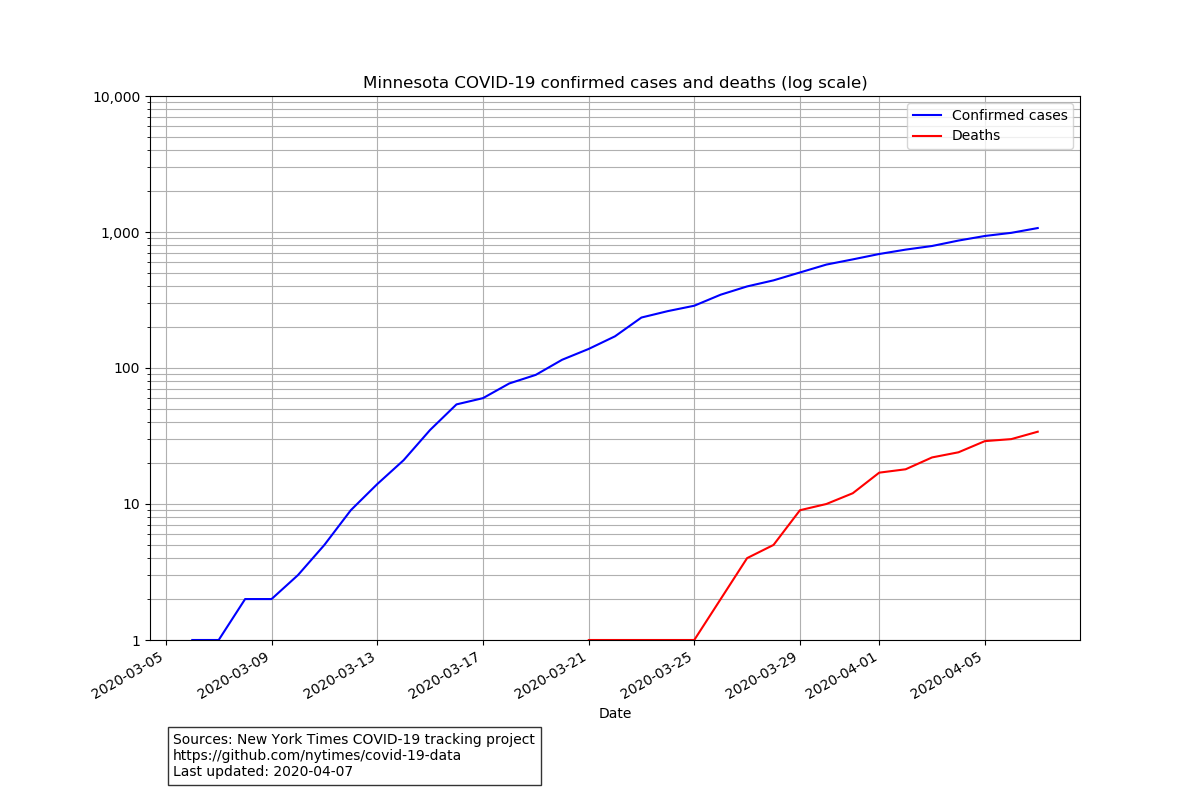 Minnesota COVID-19 confirmed cases and deaths (log scale)
10,000
1,000
100
10
1
Confirmed cases
Deaths
2020-03-05
2020-03-09
2020-03-13
2020-03-17
2020-03-21
2020-03-25
2020-03-29
2020-04-01
2020-04-05
Date
Sources: New York Times COVID-19 tracking project
https://github.com/nytimes/covid-19-data
Last updated: 2020-04-07